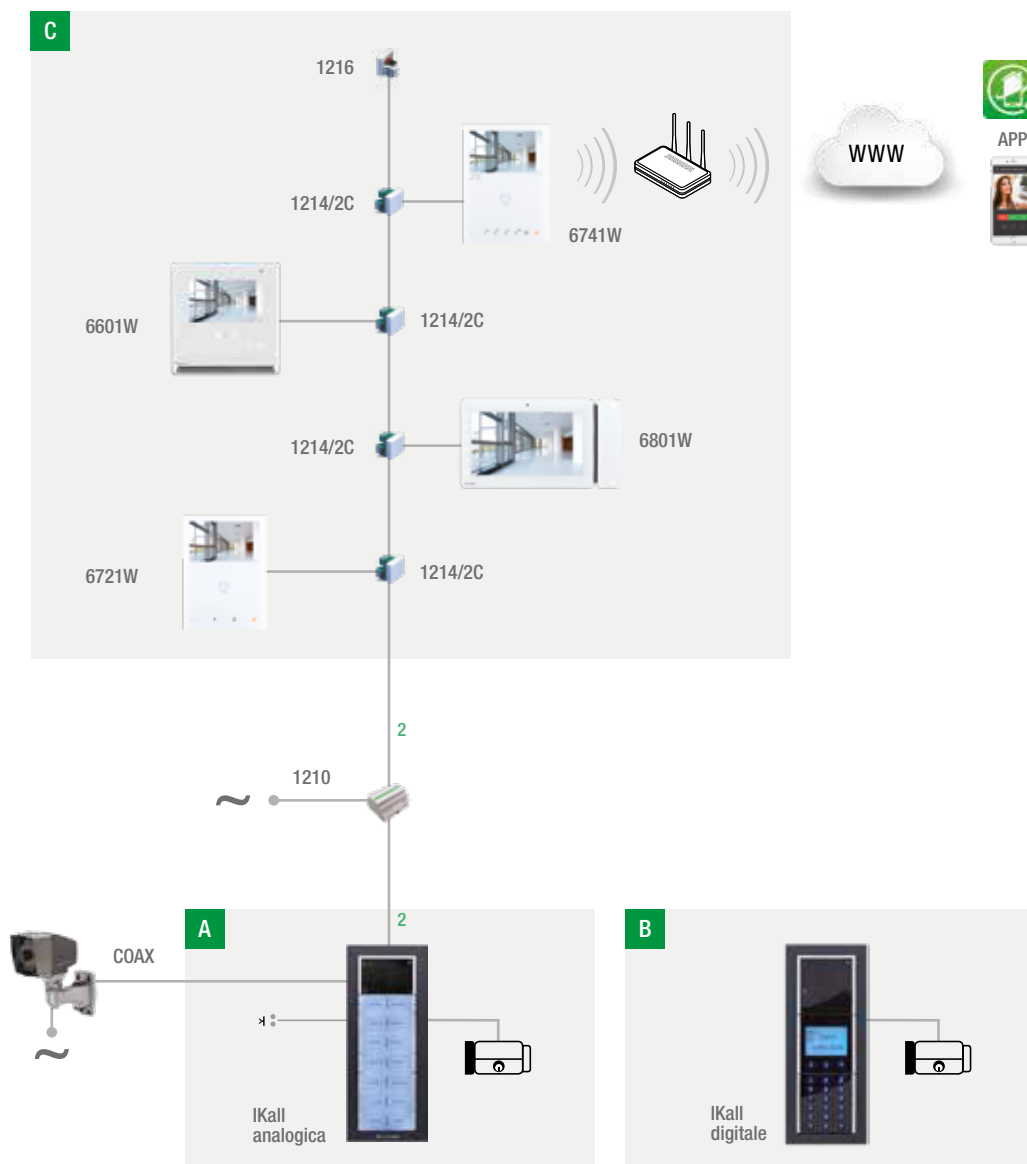 C
1216
APP
WWW
1214/2C
6741W
6601W
1214/2C
1214/2C
6801W
6721W
1214/2C
2
1210
~
A
2
B
COAX
~
IKall
analogica
IKall
digitale